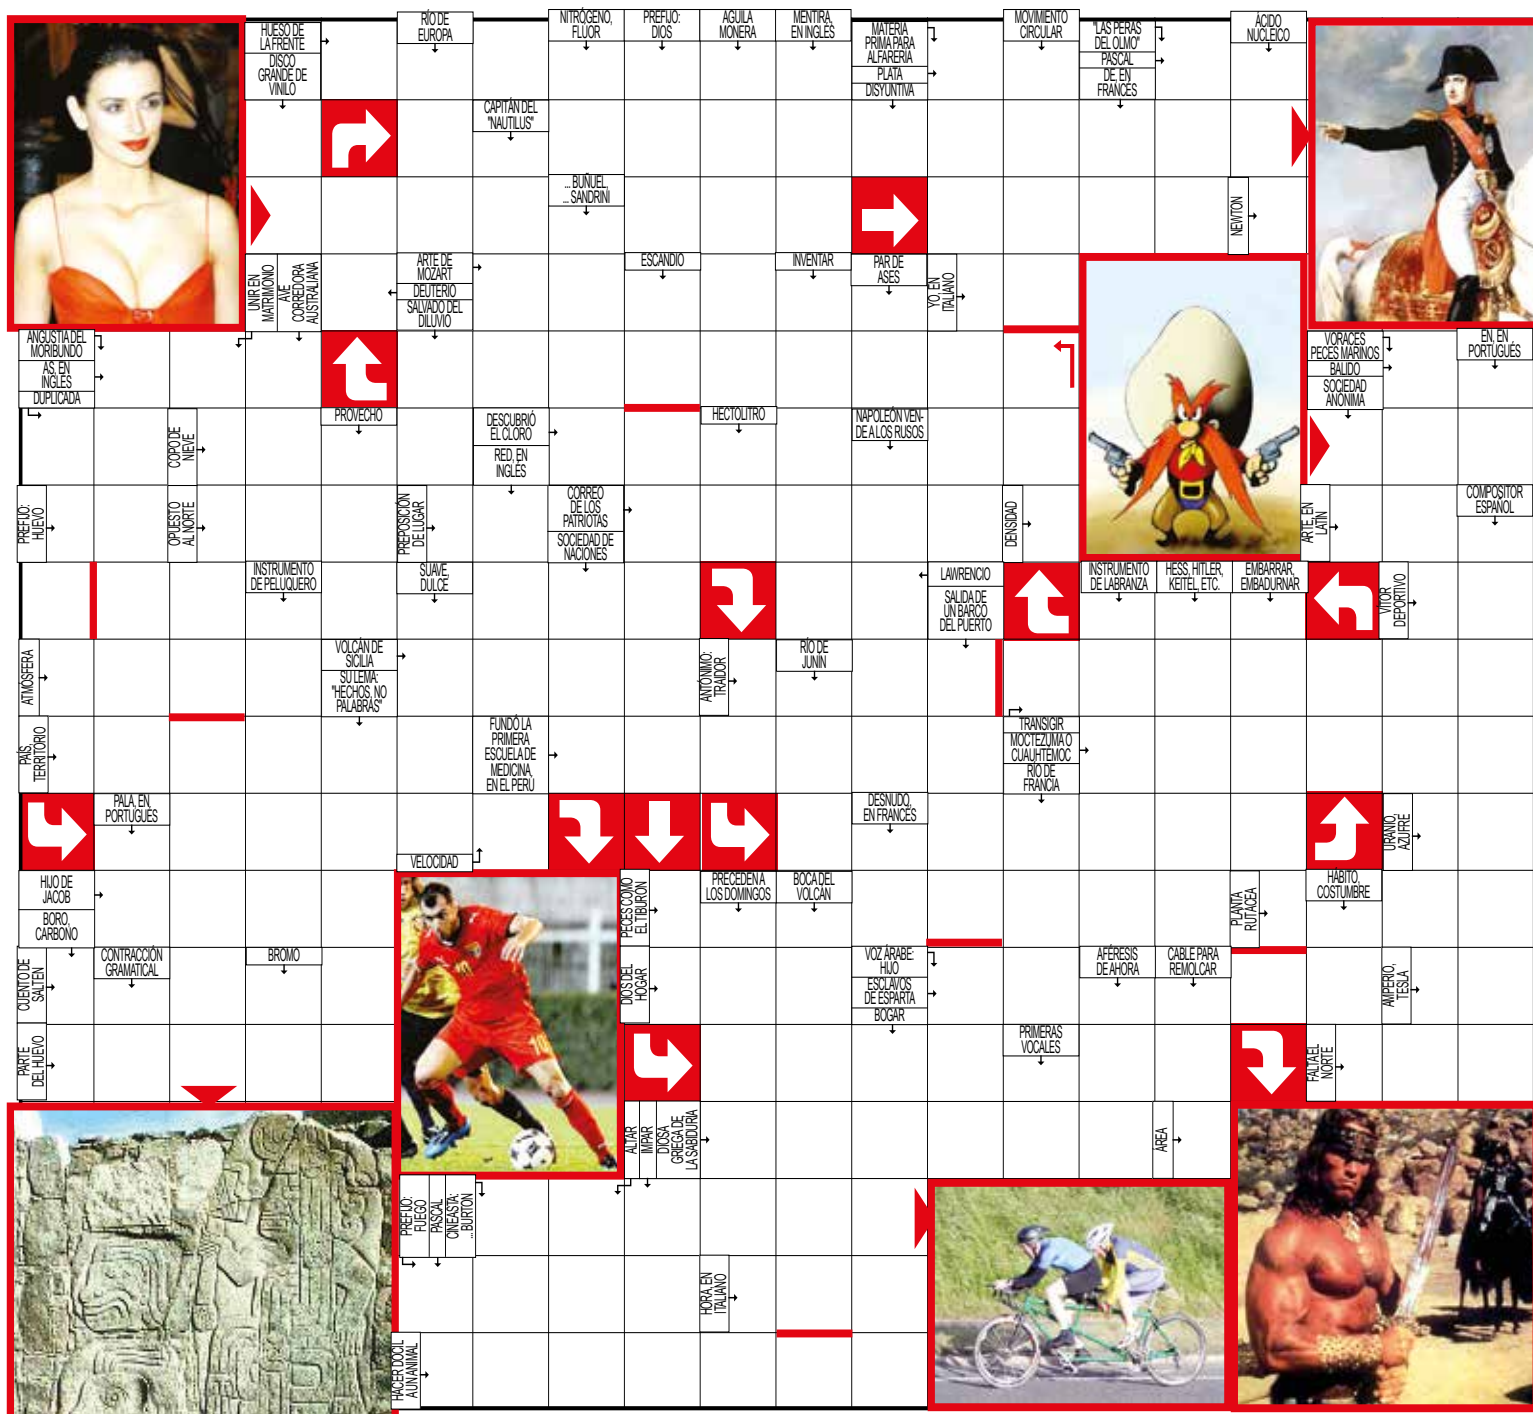 HUESO DE
LA FRENTE
DISCO
GRANDE DE
VINILO
RÍO DE
EUROPA
NITRÓGENO,
FLUOR
PREFIJO:
DIOS
AGUILA
MONERA
MENTIRA,
EN INGLÉS
MATERIA
PRIMA PARA
ALFARERIA
PLATA
DISYUNTIVA
MOVIMIENTO
CIRCULAR
"LAS PERAS
DEL OLMO"
PASCAL
DE, EN
FRANCÉS
ÁCIDO
NUCLEICO
CAPITÁN DEL
"NAUTILUS"
... BUÑUEL,
... SANDRINI
NEWTON
UNIR EN
MATRIMONIO
AVE
CORREDORA
AUSTRALIANA
ARTE DE
MOZART
DEUTERIO
SALVADO DEL
DILUVIO
ESCANDIO
INVENTAR
PAR DE
ASES
YO, EN
ITALIANO
ANGUSTIA DEL
MORIBUNDO
AS, EN
INGLÉS
DUPLICADA
VORACES
PECES MARINOS
BALIDO
SOCIEDAD
ANÓNIMA
EN, EN
PORTUGUÉS
COPO DE
NIEVE
PROVECHO
DESCUBRIÓ
EL CLORO
RED, EN
INGLÉS
HECTOLITRO
NAPOLEÓN VEN-
DE A LOS RUSOS
PREFIJO:
HUEVO
OPUESTO
AL NORTE
PREPOSICIÓN
DE LUGAR
CORREO
DE LOS
PATRIOTAS
SOCIEDAD DE
NACIONES
DENSIDAD
ARTE, EN
LATIN
COMPOSITOR
ESPAÑOL
INSTRUMENTO
DE PELUQUERO
SUAVE,
DULCE
LAWRENCIO
SALIDA DE
UN BARCO
DEL PUERTO
INSTRUMENTO
DE LABRANZA
HESS, HITLER,
KEITEL, ETC.
EMBARRAR,
EMBADURNAR
VÍTOR
DEPORTIVO
ATMÓSFERA
VOLCÁN DE
SICILIA
SU LEMA:
"HECHOS, NO
PALABRAS"
ANTÓNIMO:
TRAIDOR
RÍO DE
JUNÍN
PAÍS,
TERRITORIO
FUNDÓ LA
PRIMERA
ESCUELA DE
MEDICINA,
EN EL PERÚ
TRANSIGIR
MOCTEZUMA O
CUAUHTÉMOC
RÍO DE
FRANCIA
PALA, EN
PORTUGUÉS
VELOCIDAD
DESNUDO,
EN FRANCÉS
URANIO,
AZUFRE
HIJO DE
JACOB
BORO,
CARBONO
PECES COMO
EL TIBURÓN
PRECEDEN A
LOS DOMINGOS
BOCA DEL
VOLCÁN
PLANTA
RUTACEA
HÁBITO,
COSTUMBRE
CUENTO DE
SALTEN
CONTRACCIÓN
GRAMATICAL
BROMO
DIOS DEL
HOGAR
VOZ ÁRABE:
HIJO
ESCLAVOS
DE ESPARTA
BOGAR
AFÉRESIS
DE AHORA
CABLE PARA
REMOLCAR
AMPERIO,
TESLA
PARTE
DEL HUEVO
PRIMERAS
VOCALES
FALTA EL
NORTE
ALTAR
IMPAR
DIOSA
GRIEGA DE
LA SABIDURIA
ÁREA
PREFIJO:
FUEGO
PASCAL
CINEASTA:
... BURTON
HORA, EN
ITALIANO
HACER DOCIL
A UN ANIMAL